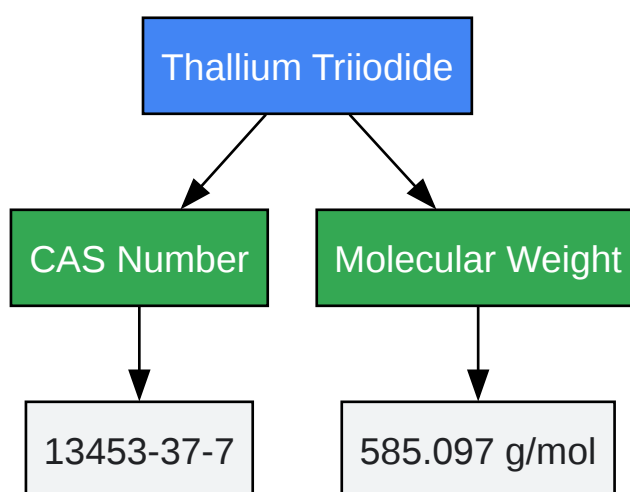 Thallium Triiodide
CAS Number
Molecular Weight
13453-37-7
585.097 g/mol